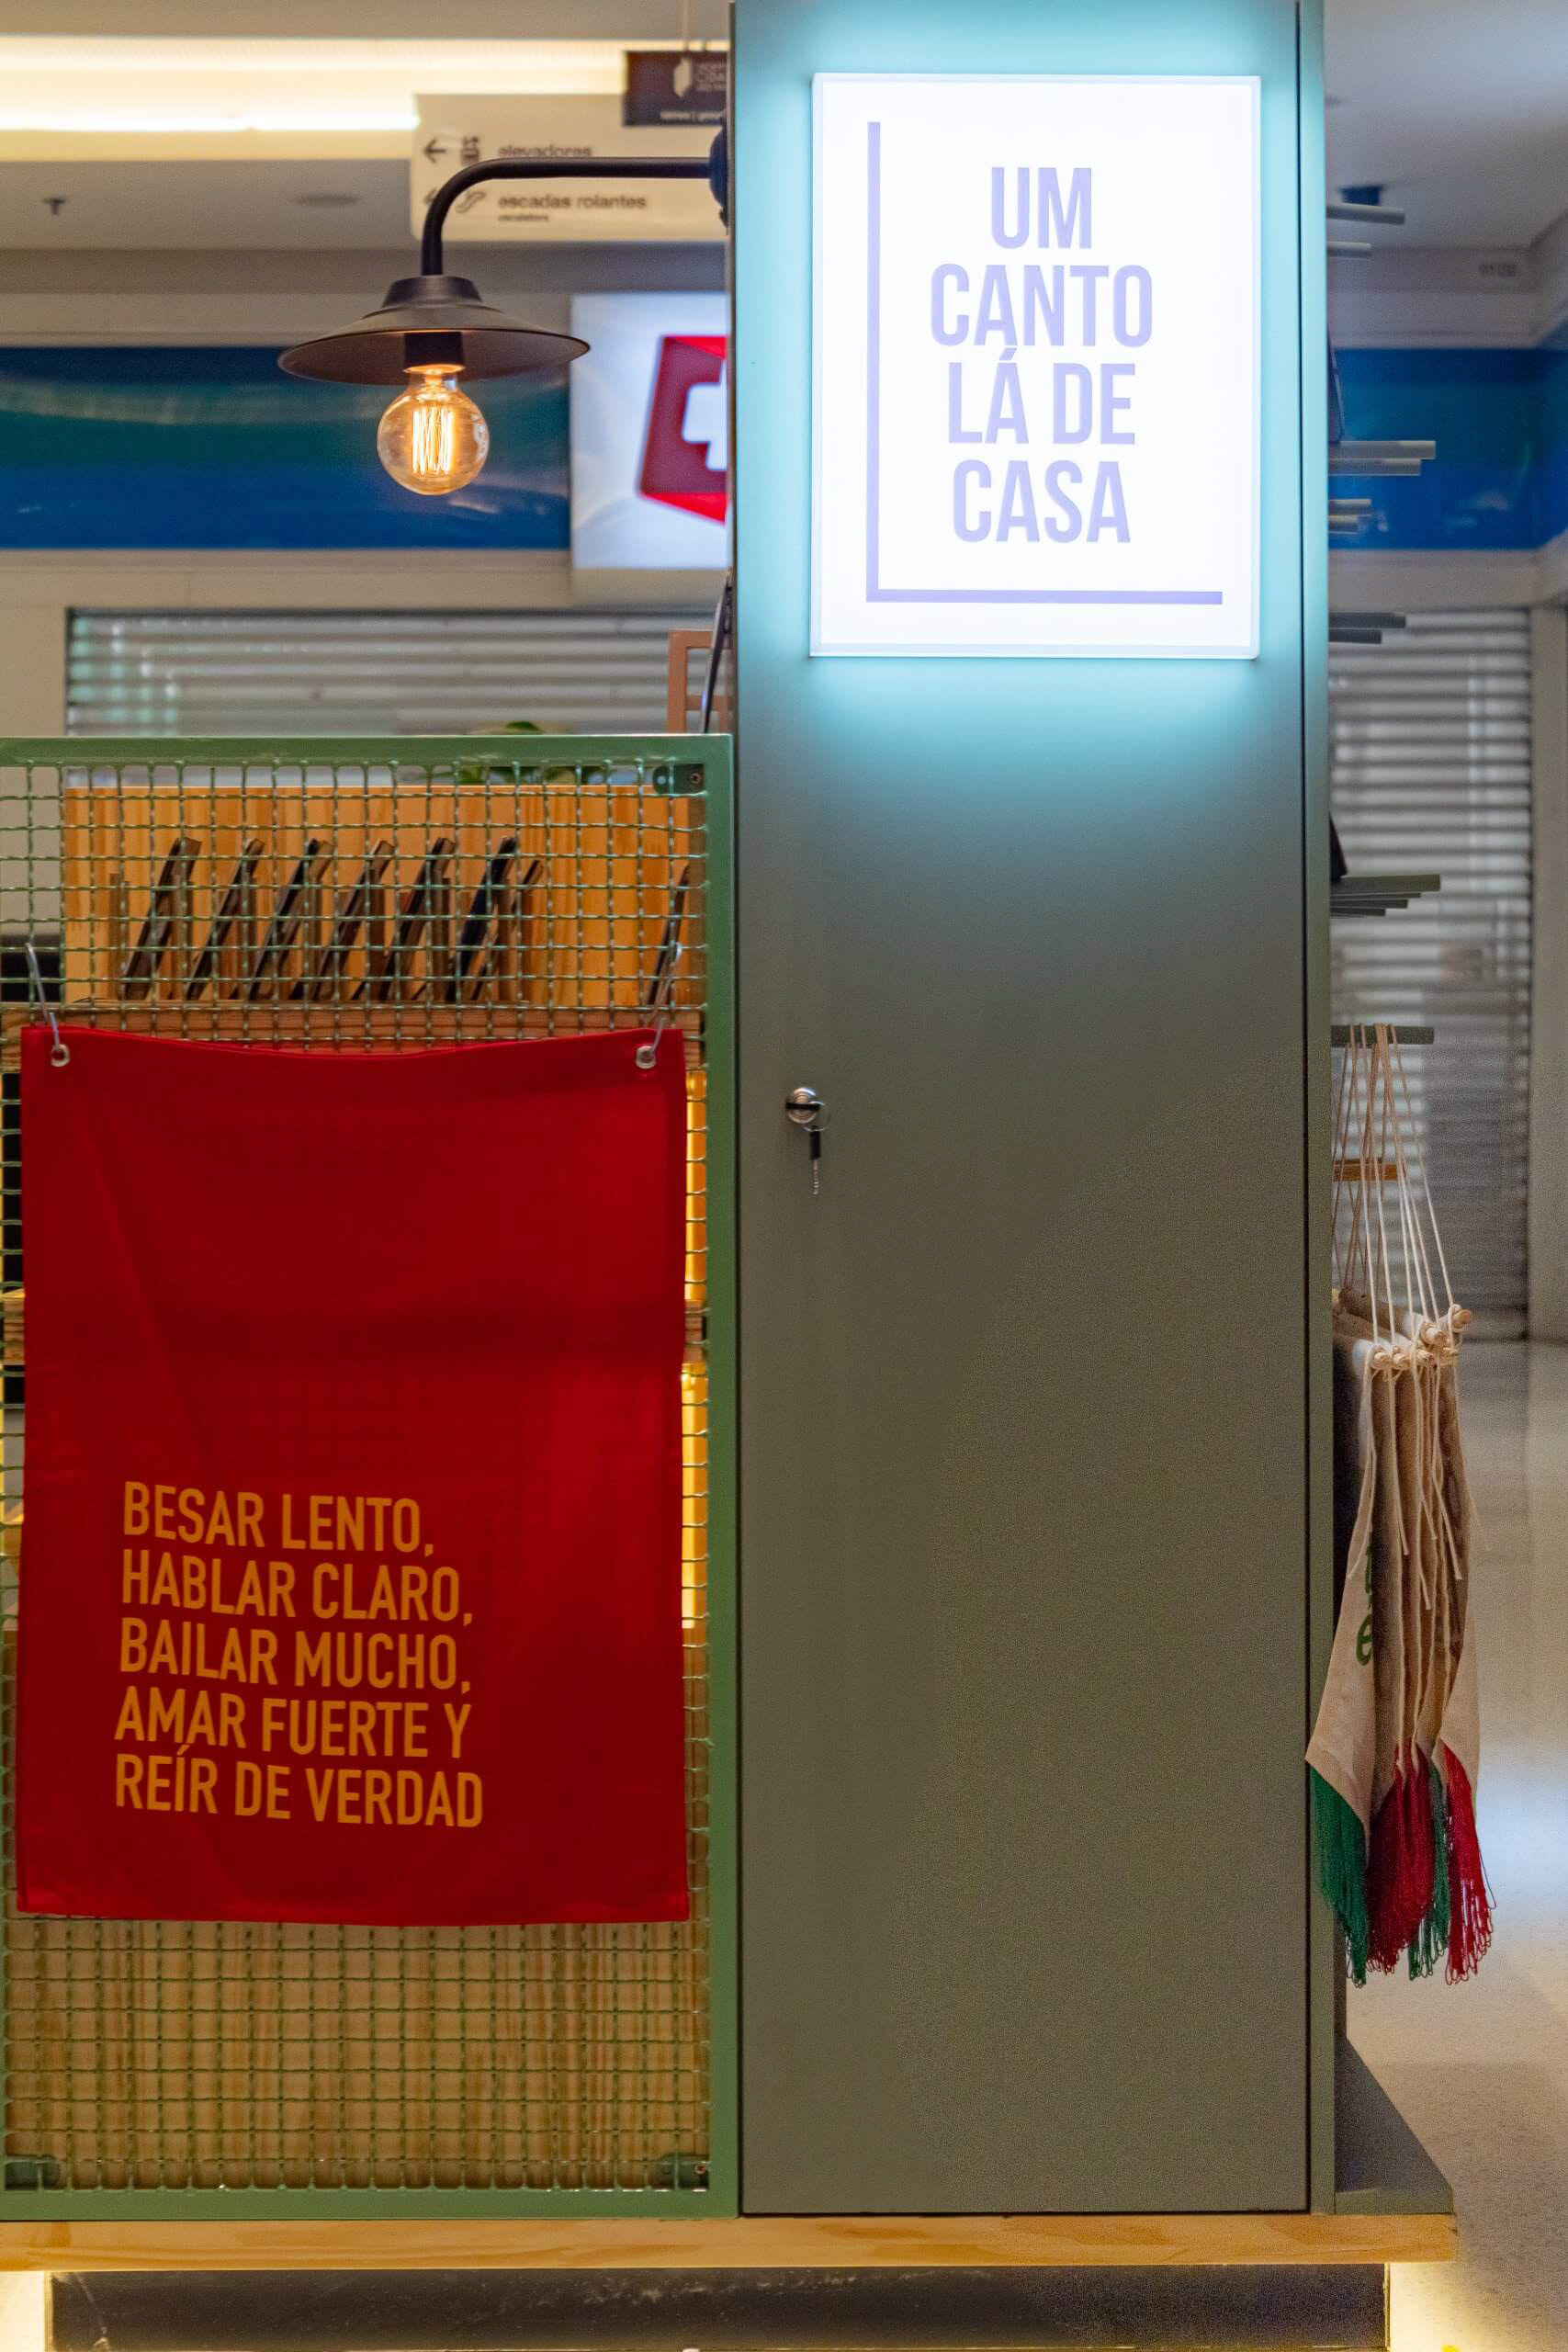 elevadores
escadas rolantes
UM
CANTO
LÁ DE
CASA
BESAR LENTO,
HABLAR CLARO,
BAILAR MUCHO,
AMAR FUERTE Y
REÍR DE VERDAD